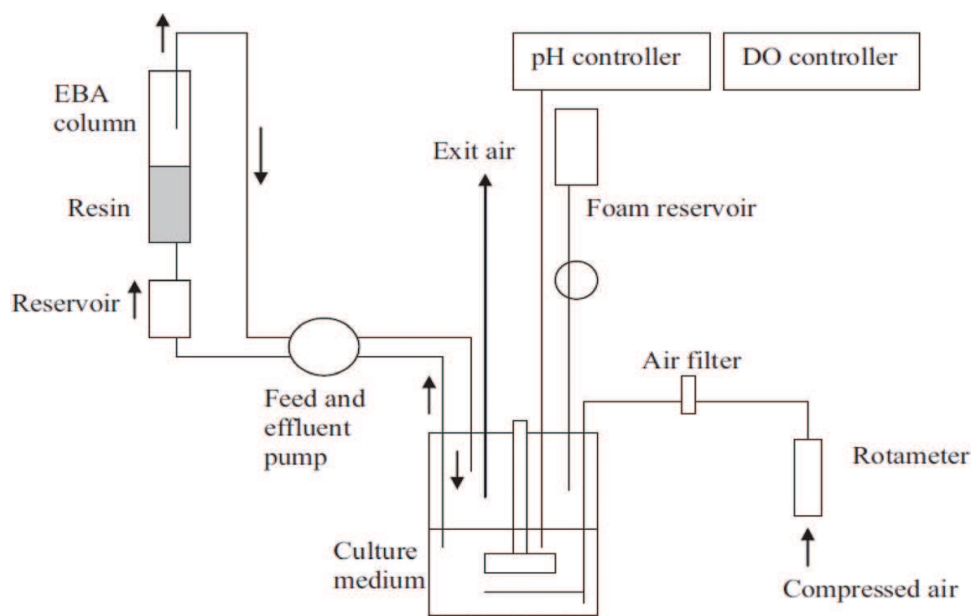 pH controller
DO controller
EBA
column
Exit air
Resin
Foam reservoir
Reservoir
Air filter
Feed and
effluent
pump
Rotameter
Culture
medium
Compressed air